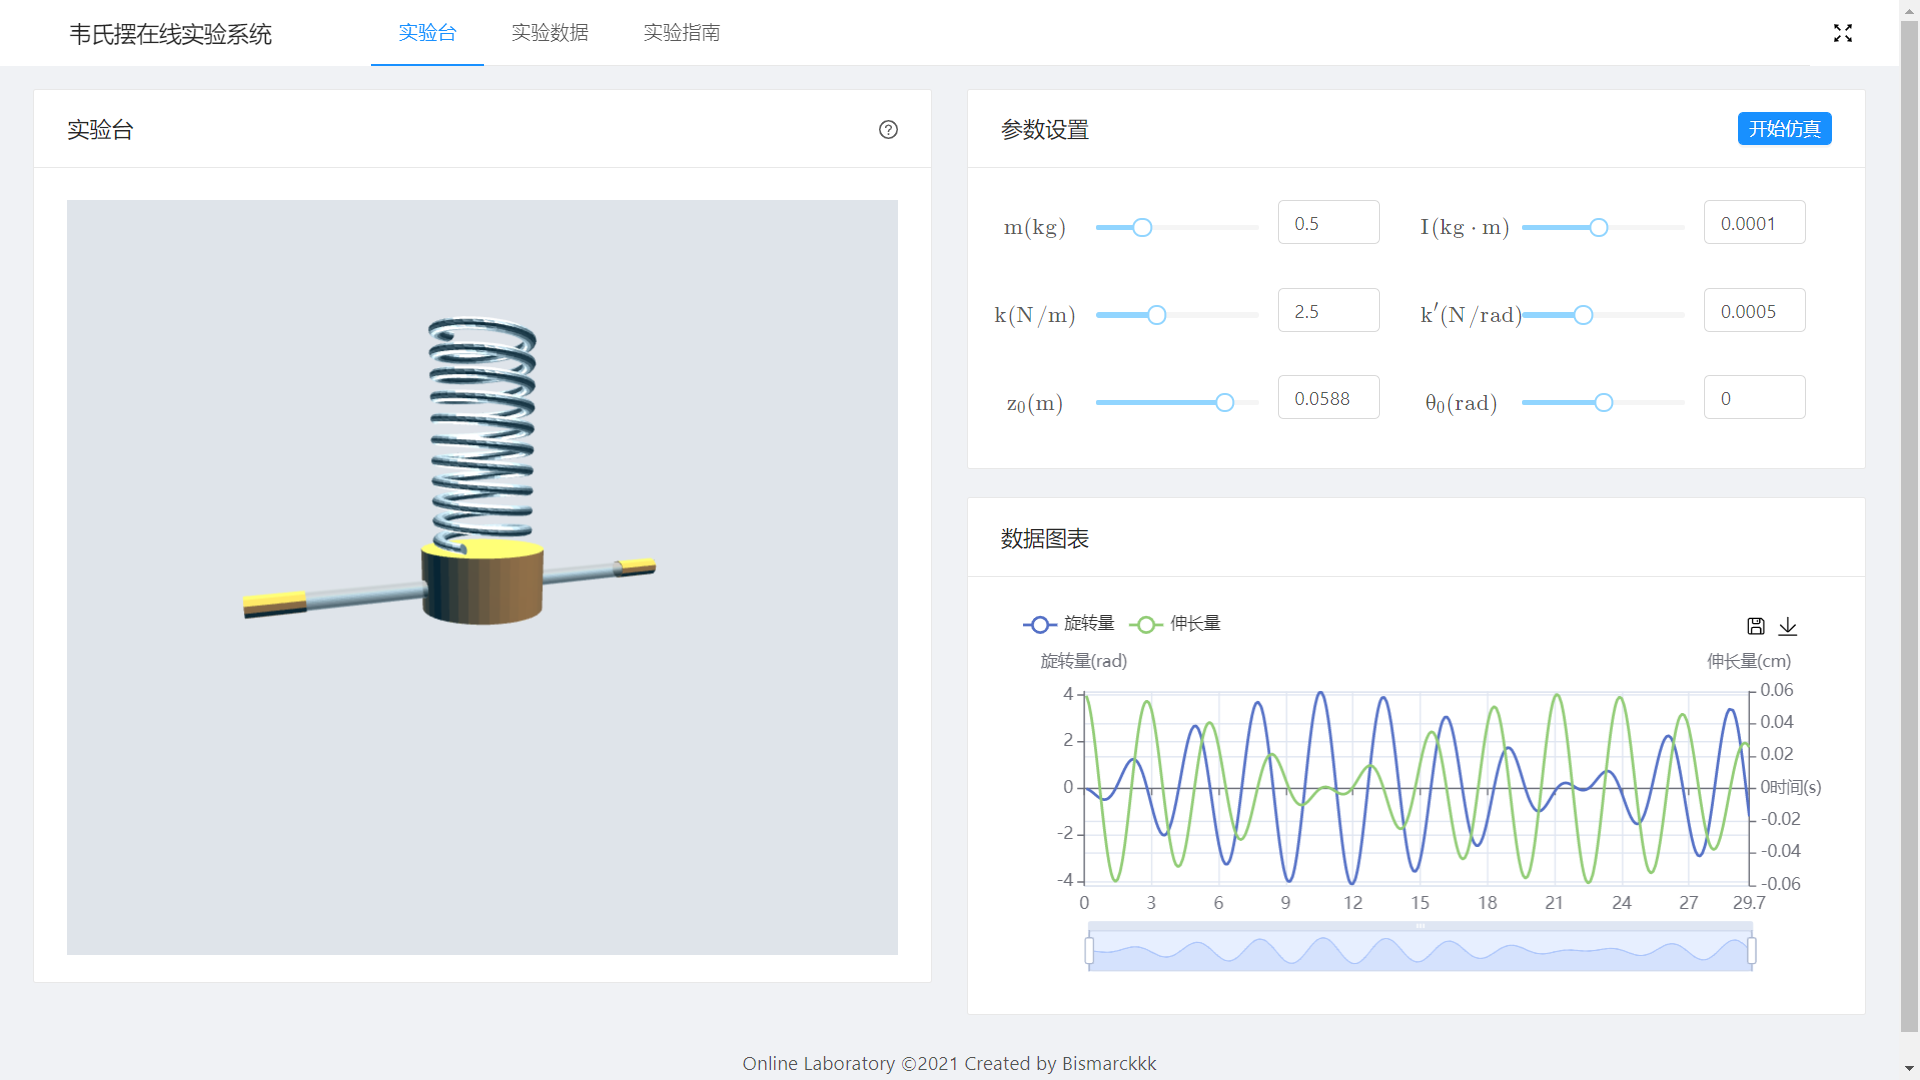 韦氏摆在线实验系统 实验台 实验数据 实验指南
实验台
参数设置 开始仿真
m(kg) 0.5 I(kg · m) 0.0001
k(N/m) 2.5 k′(N/rad) 0.0005
z₀(m) 0.0588 θ₀(rad) 0
数据图表
旋转量 伸长量
旋转量(rad) 伸长量(cm)
4 0.06
0.04
2 0.02
0 0时间(s)
-2 -0.02
-0.04
-4 -0.06
0 3 6 9 12 15 18 21 24 27 29.7
Online Laboratory ©2021 Created by Bismarckkk